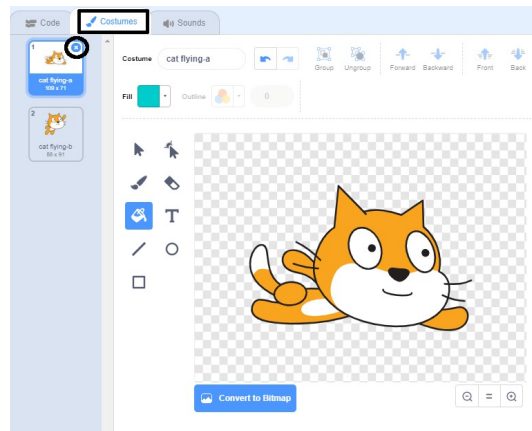 Code Costumes Sounds
1
cat flying-a
109 x 71
2
cat flying-b
86 x 91
Costume cat flying-a Group Ungroup Forward Backward Front Back
Fill Outline 0
T
Convert to Bitmap